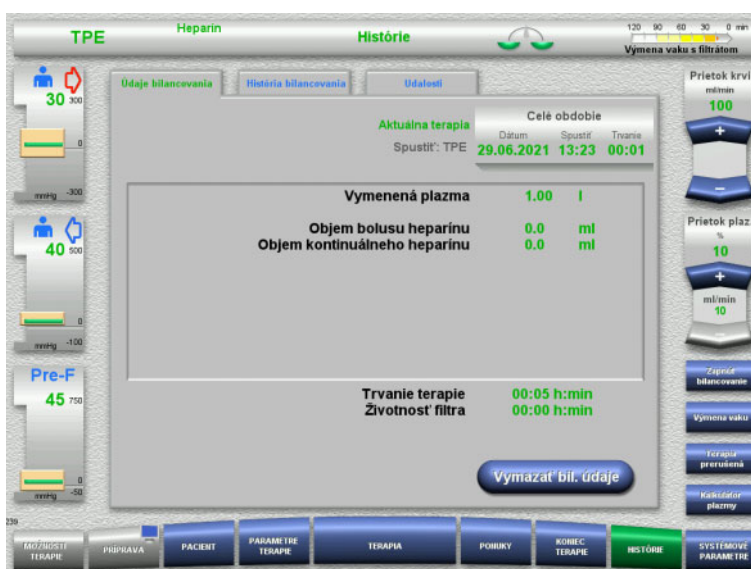 TPE
Heparín
Histórie
120 90 60 30 0 min
Výmena vaku s filtrátom
30 300
0
mmHg -300
40 500
0
mmHg -100
Pre-F
45 750
0
mmHg -50
Údaje bilancovania
História bilancovania
Udalosti
Aktuálna terapia
Spustiť: TPE
Celé obdobie
Dátum Spustiť Trvanie
29.06.2021 13:23 00:01
Vymenená plazma 1.00 l
Objem bolusu heparínu 0.0 ml
Objem kontinuálneho heparínu 0.0 ml
Trvanie terapie 00:05 h:min
Životnosť filtra 00:00 h:min
Vymazať bil. údaje
Prietok krvi
ml/min
100
+
−
Prietok plaz.
%
10
+
ml/min
10
−
Zapnúť
bilancovanie
Výmena vaku
Terapia
prerušená
Kalkulátor
plazmy
239
MOŽNOSTI
TERAPIE
PRÍPRAVA
PACIENT
PARAMETRE
TERAPIE
TERAPIA
PONUKY
KONIEC
TERAPIE
HISTÓRIE
SYSTÉMOVÉ
PARAMETRE